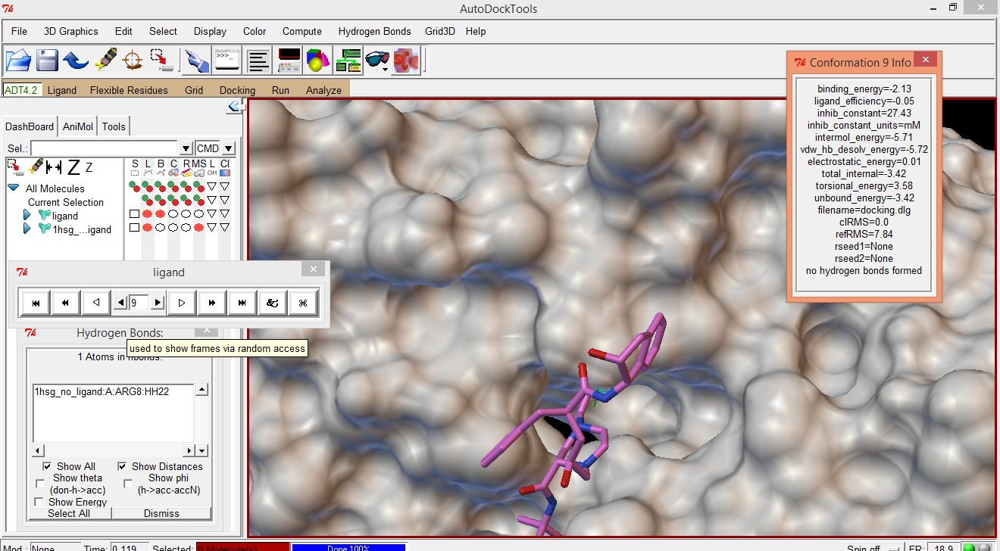 AutoDockTools
File 3D Graphics Edit Select Display Color Compute Hydrogen Bonds Grid3D Help
ADT4.2 Ligand Flexible Residues Grid Docking Run Analyze
DashBoard AniMol Tools
Sel.: CMD
Z Z S L B C R MS L Cl
OH
All Molecules
Current Selection
ligand
1hsg_...igand
ligand
9
Hydrogen Bonds:
used to show frames via random access
1 Atoms in hbonds:
1hsg_no_ligand:A:ARG8:HH22
Show All Show Distances
Show theta
(don-h->acc)
Show phi
(h->acc-accN)
Show Energy
Select All Dismiss
Conformation 9 Info
binding_energy=-2.13
ligand_efficiency=-0.05
inhib_constant=27.43
inhib_constant_units=mM
intermol_energy=-5.71
vdw_hb_desolv_energy=-5.72
electrostatic_energy=0.01
total_internal=-3.42
torsional_energy=3.58
unbound_energy=-3.42
filename=docking.dlg
clRMS=0.0
refRMS=7.84
rseed1=None
rseed2=None
no hydrogen bonds formed
Mod.: None Time: 0.119 Selected: 0 Molecule(s) Done 100% Spin off FR: 18.9